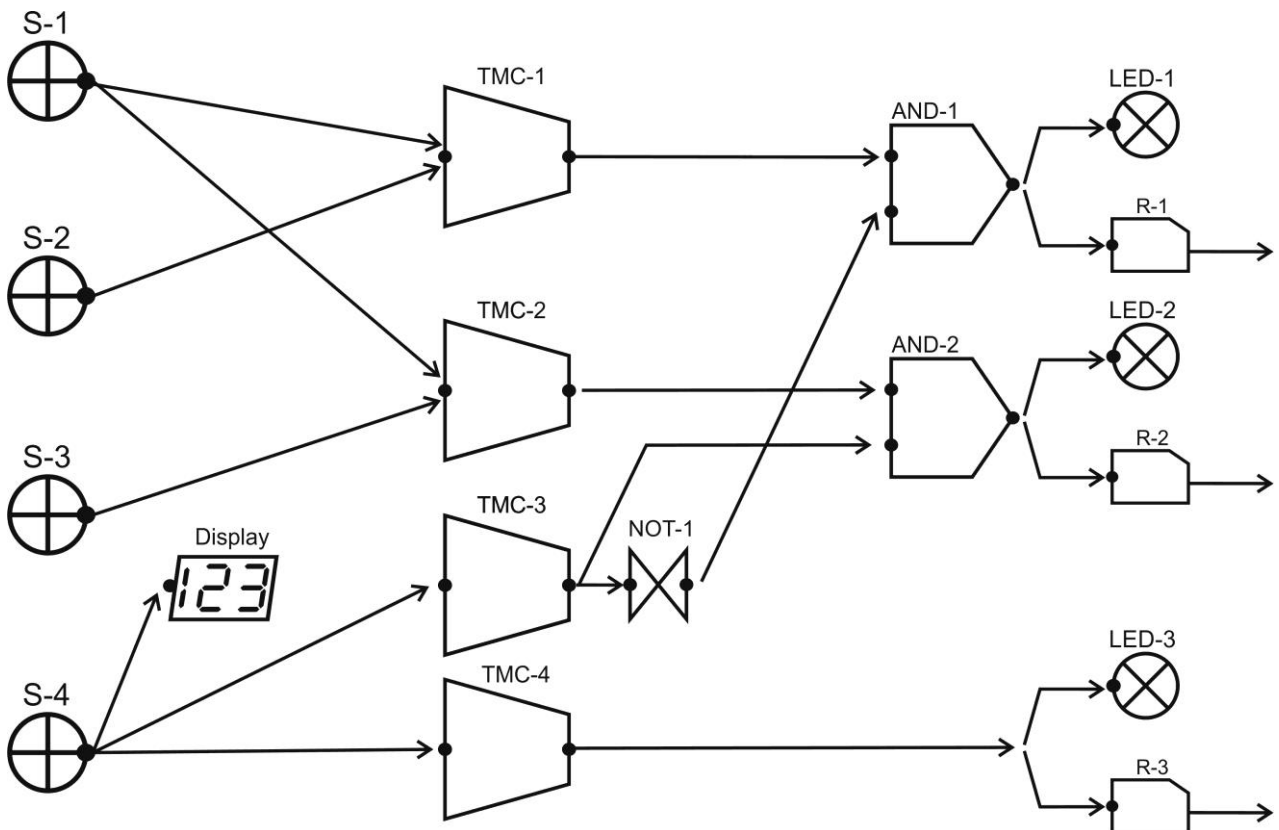 S-1
TMC-1
LED-1
AND-1
R-1
S-2
TMC-2
LED-2
AND-2
R-2
S-3
TMC-3
NOT-1
Display
123
LED-3
TMC-4
S-4
R-3